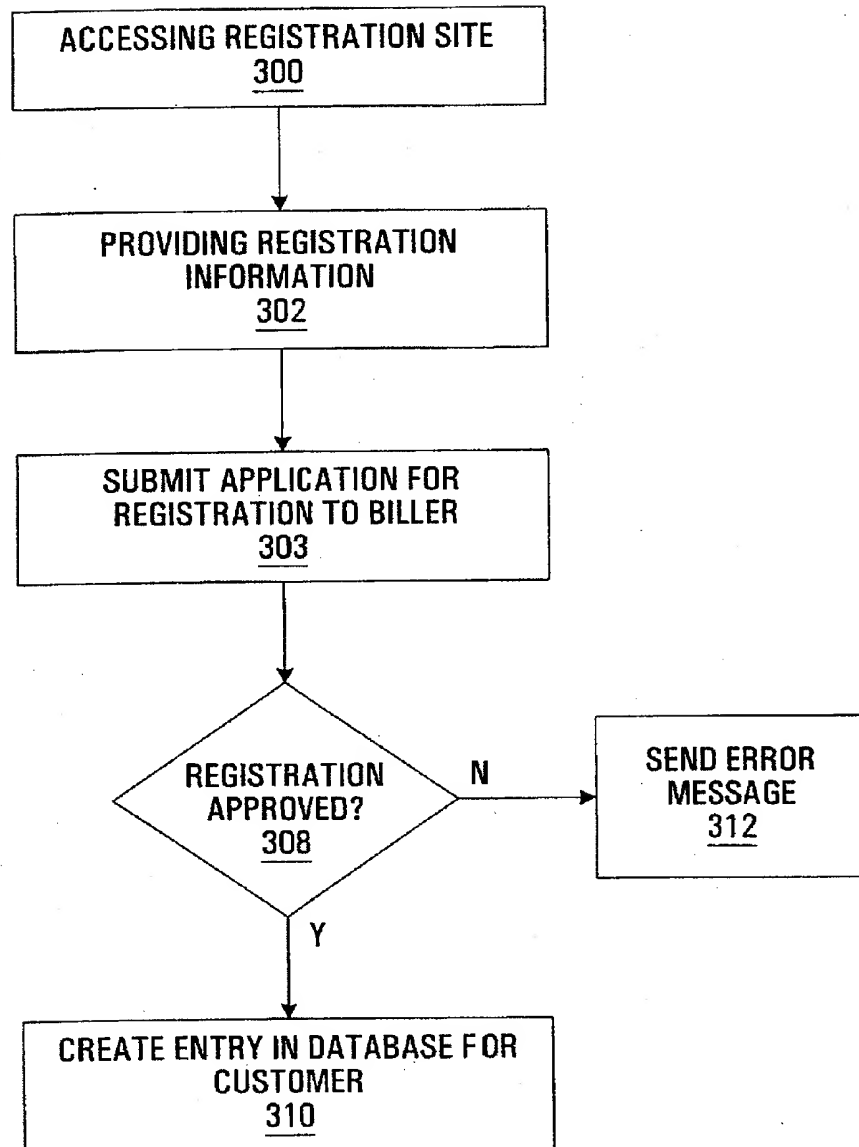 ACCESSING REGISTRATION SITE
300
PROVIDING REGISTRATION
INFORMATION
302
SUBMIT APPLICATION FOR
REGISTRATION TO BILLER
303
REGISTRATION
APPROVED?
308
N
SEND ERROR
MESSAGE
312
Y
CREATE ENTRY IN DATABASE FOR
CUSTOMER
310